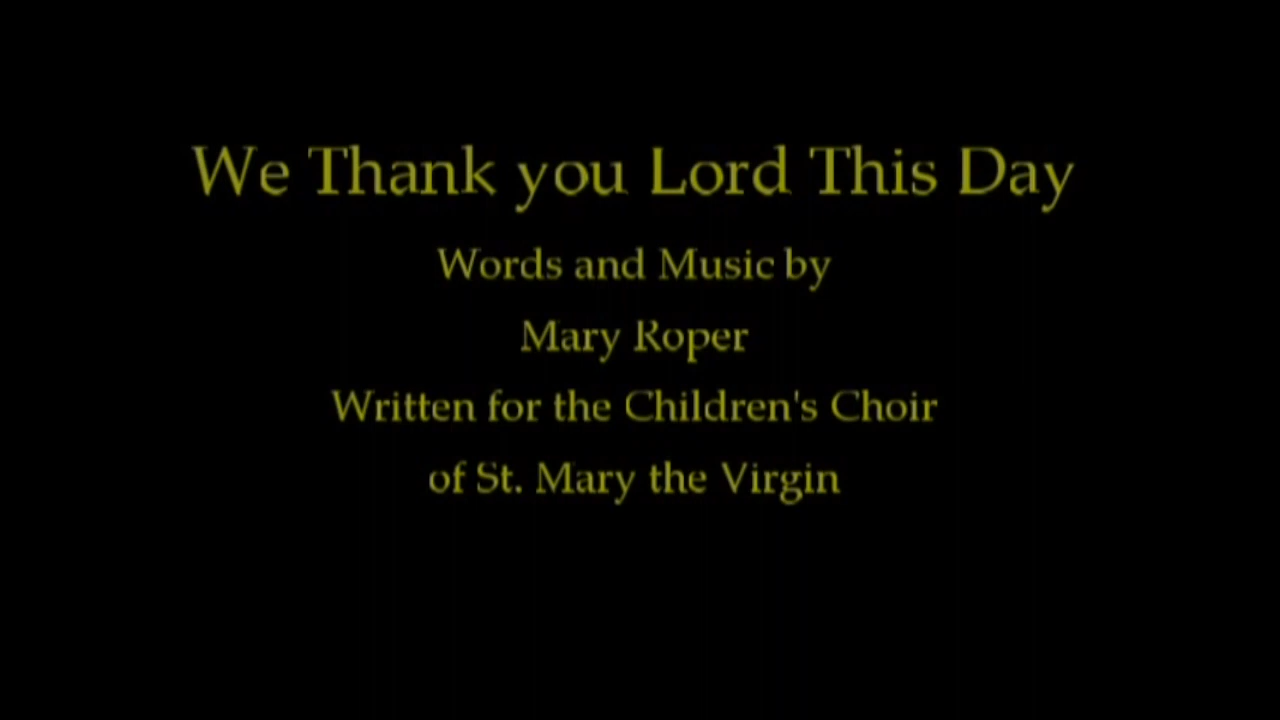 We Thank you Lord This Day
Words and Music by
Mary Roper
Written for the Children's Choir
of St. Mary the Virgin